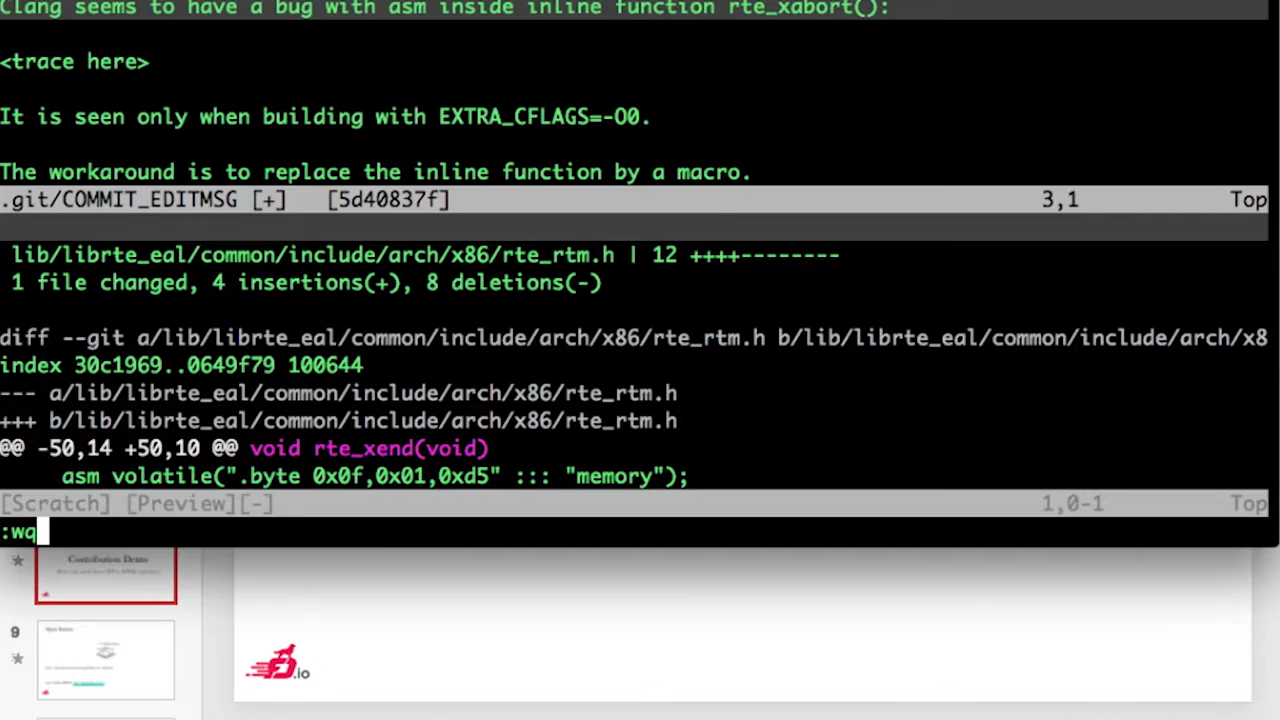 Clang seems to have a bug with asm inside inline function rte_xabort():
<trace here>
It is seen only when building with EXTRA_CFLAGS=-O0.
The workaround is to replace the inline function by a macro.
.git/COMMIT_EDITMSG [+] [5d40837f] 3,1 Top
lib/librte_eal/common/include/arch/x86/rte_rtm.h | 12 ++++--------
1 file changed, 4 insertions(+), 8 deletions(-)
diff --git a/lib/librte_eal/common/include/arch/x86/rte_rtm.h b/lib/librte_eal/common/include/arch/x8
index 30c1969..0649f79 100644
--- a/lib/librte_eal/common/include/arch/x86/rte_rtm.h
+++ b/lib/librte_eal/common/include/arch/x86/rte_rtm.h
@@ -50,14 +50,10 @@ void rte_xend(void)
asm volatile(".byte 0x0f,0x01,0xd5" ::: "memory");
[Scratch] [Preview][-] 1,0-1 Top
:wq
Contribution Demo
9
.io